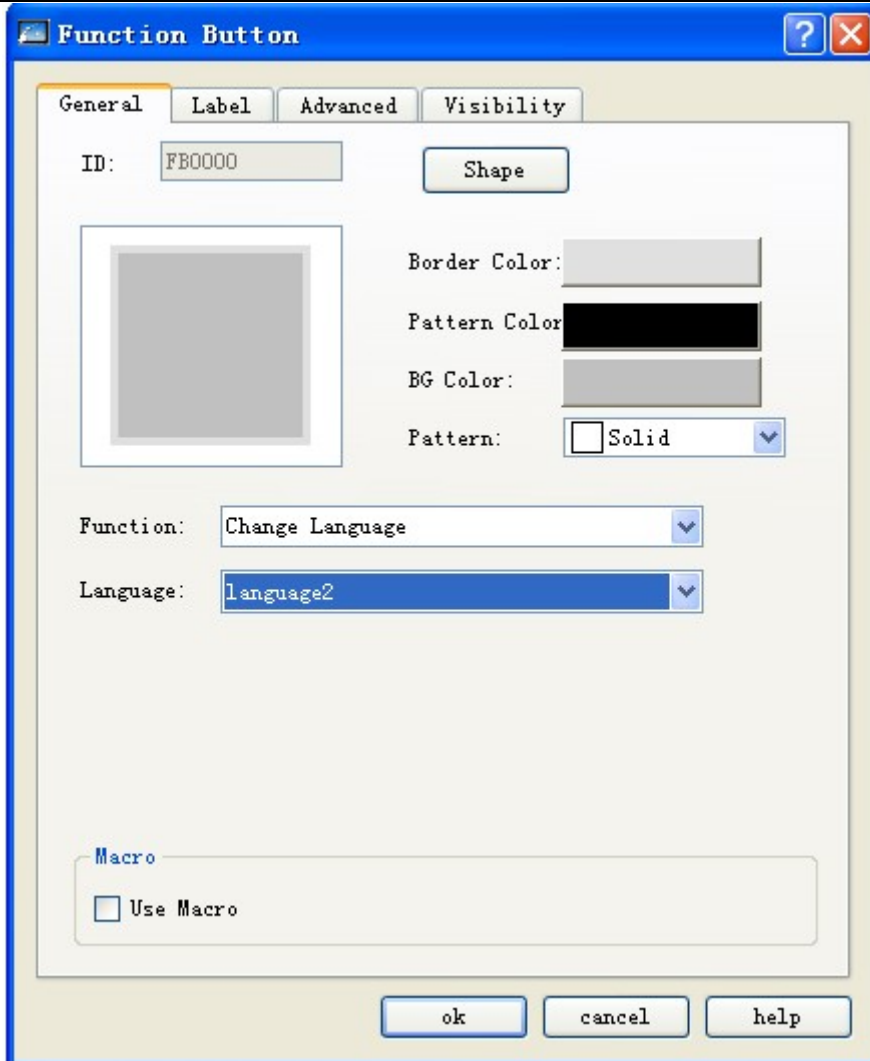 Function Button
General Label Advanced Visibility
ID: FB0000 Shape
Border Color:
Pattern Color
BG Color:
Pattern: Solid
Function: Change Language
Language: language2
Macro
Use Macro
ok cancel help